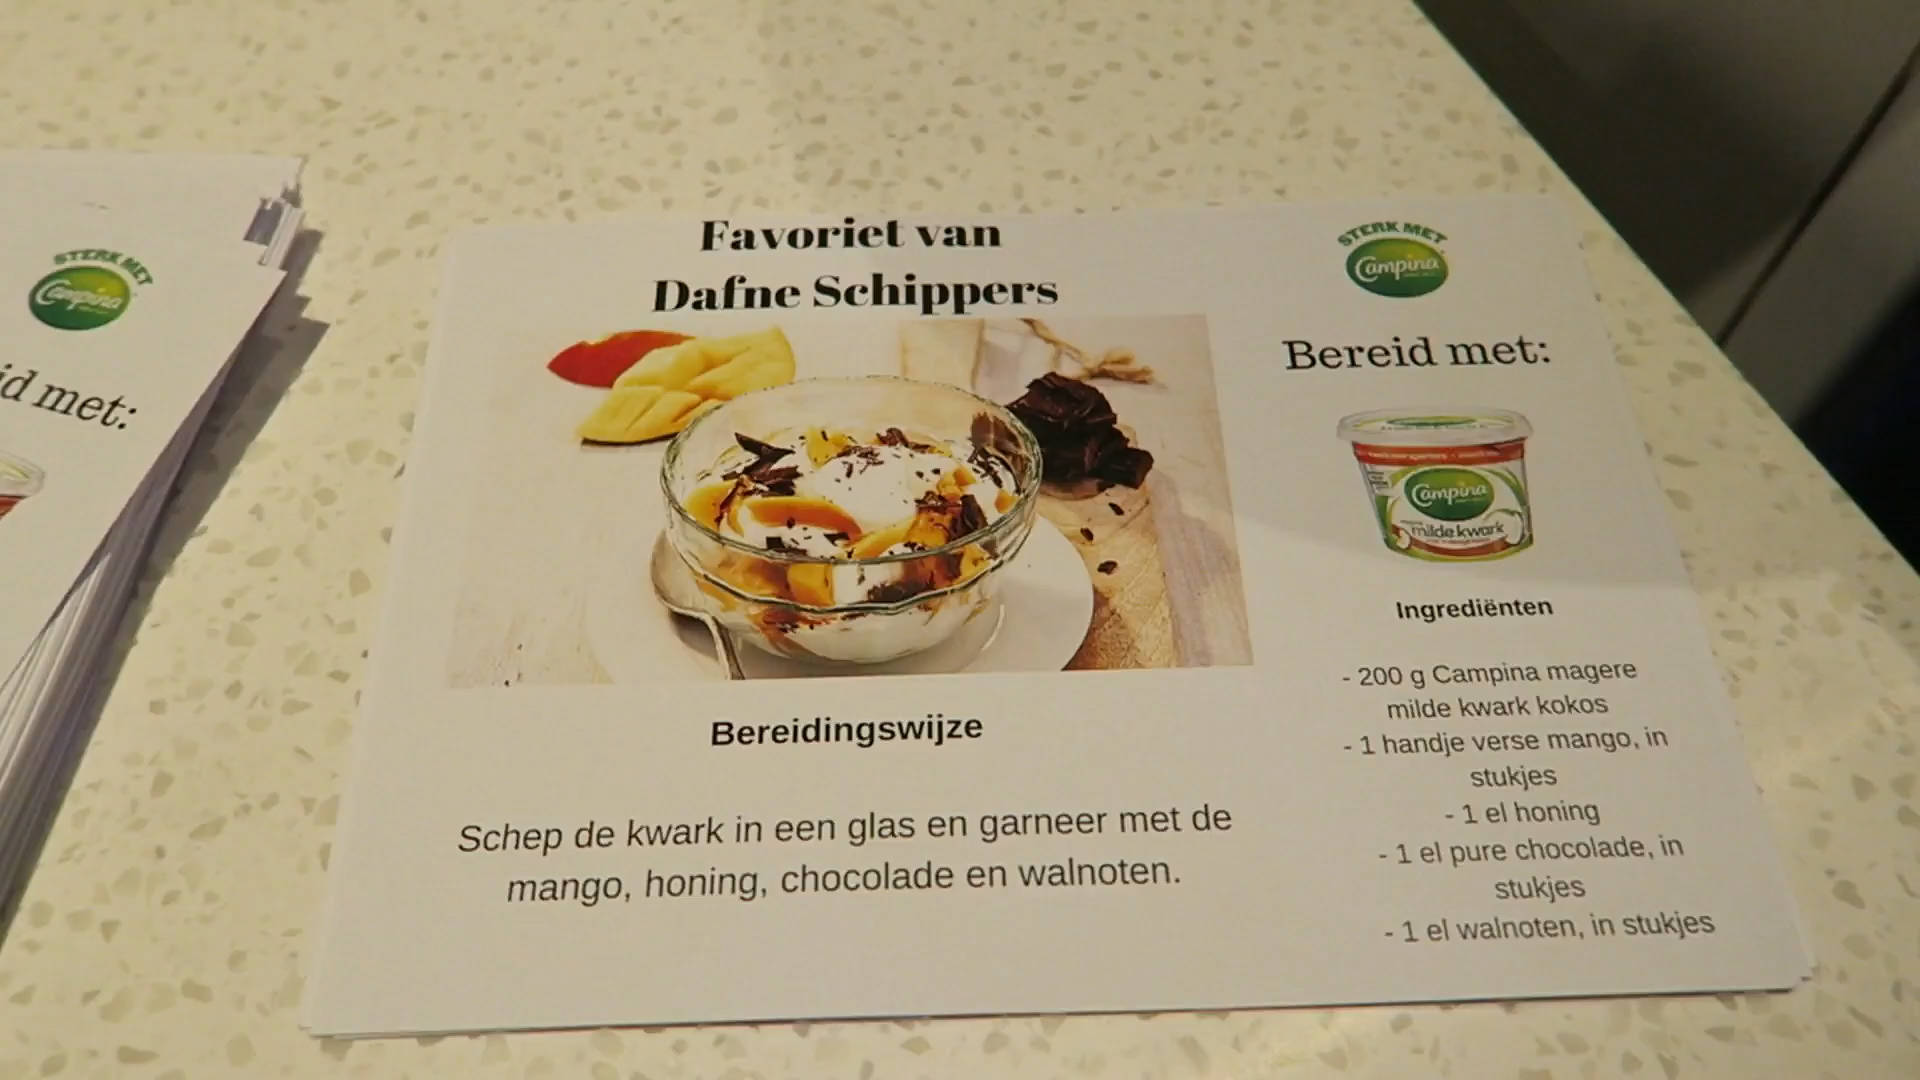 STERK MET
Campina
id met:
Favoriet van
Dafne Schippers
Bereidingswijze
Schep de kwark in een glas en garneer met de
mango, honing, chocolade en walnoten.
STERK MET
Campina
Bereid met:
Campina
milde kwark
Ingrediënten
- 200 g Campina magere
milde kwark kokos
- 1 handje verse mango, in
stukjes
- 1 el honing
- 1 el pure chocolade, in
stukjes
- 1 el walnoten, in stukjes